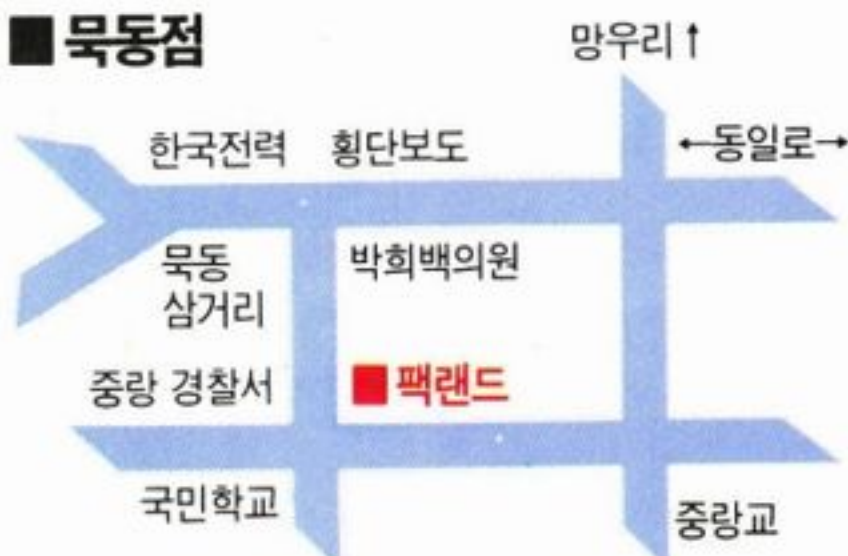 ■ 묵동점
망우리 ↑
한국전력 횡단보도 ←동일로→
묵동
삼거리
박희백의원
중랑 경찰서
■ 팩랜드
국민학교
중랑교